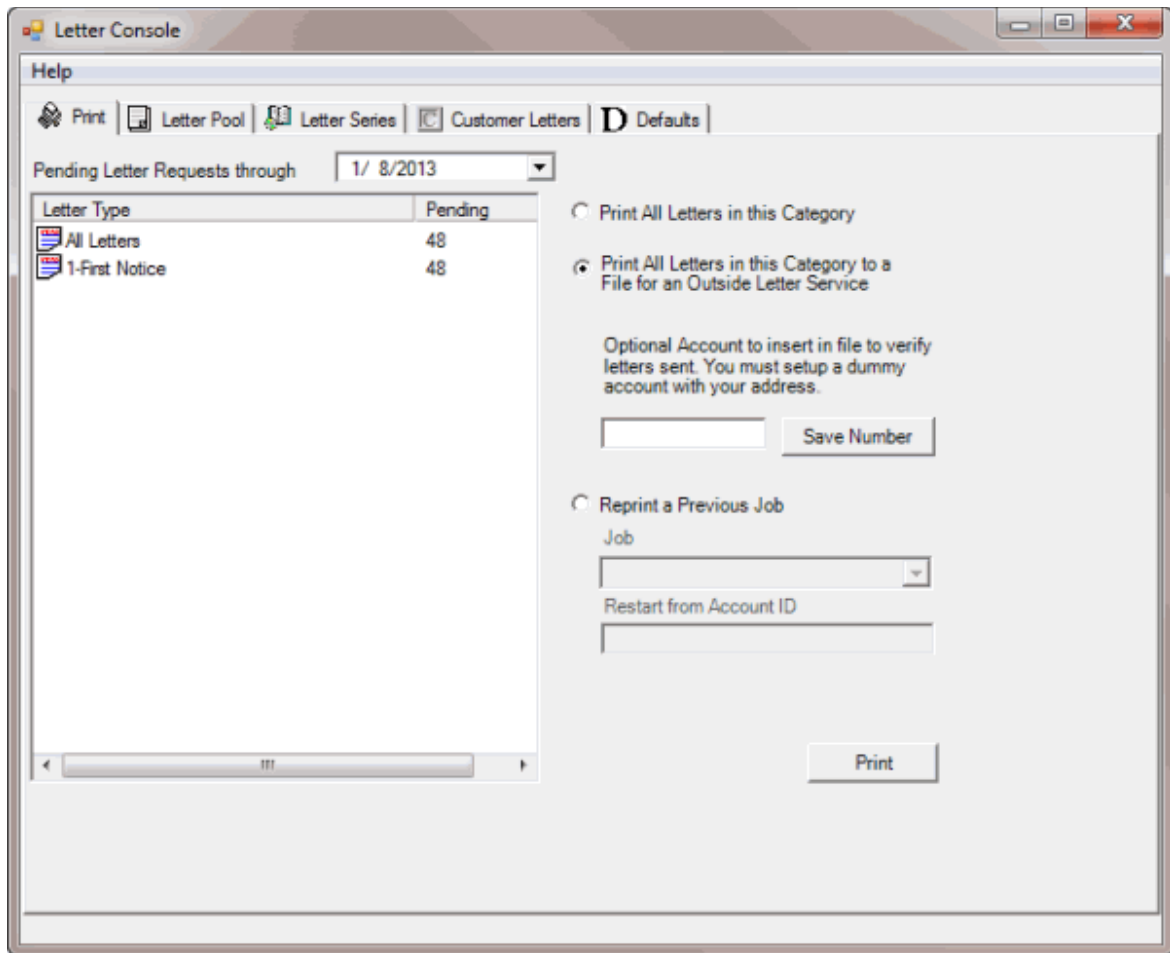 Letter Console
Help
Print
Letter Pool
Letter Series
C
Customer Letters
D
Defaults
Pending Letter Requests through
1/ 8/2013
Letter Type
Pending
All Letters
48
1-First Notice
48
Print All Letters in this Category
Print All Letters in this Category to a
File for an Outside Letter Service
Optional Account to insert in file to verify
letters sent. You must setup a dummy
account with your address.
Save Number
Reprint a Previous Job
Job
Restart from Account ID
Print